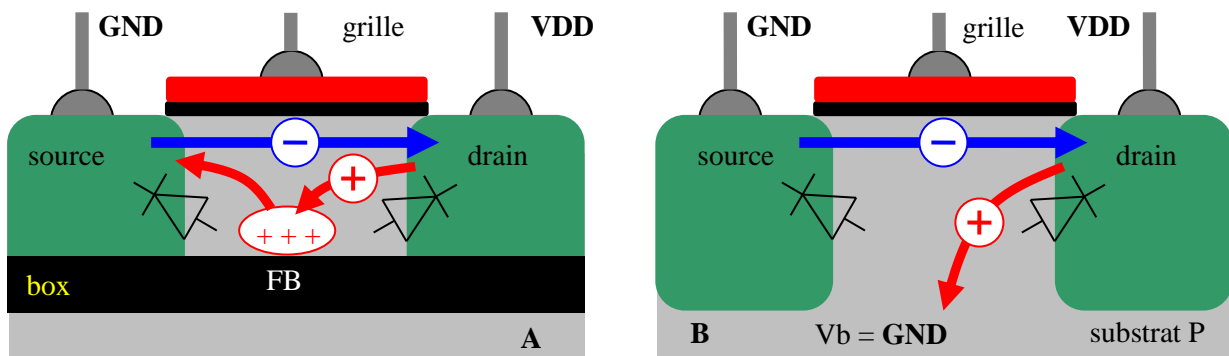 GND
grille
VDD
source
−
drain
+
+ + +
FB
box
A
GND
grille
VDD
source
−
drain
+
B
Vb = GND
substrat P